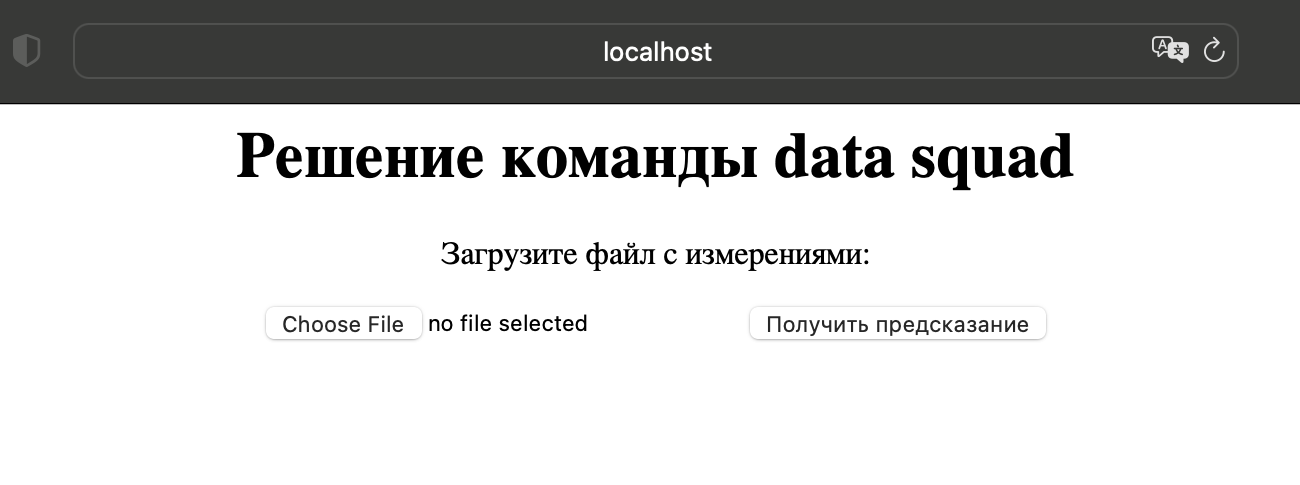 localhost
Решение команды data squad
Загрузите файл с измерениями:
Choose File no file selected Получить предсказание